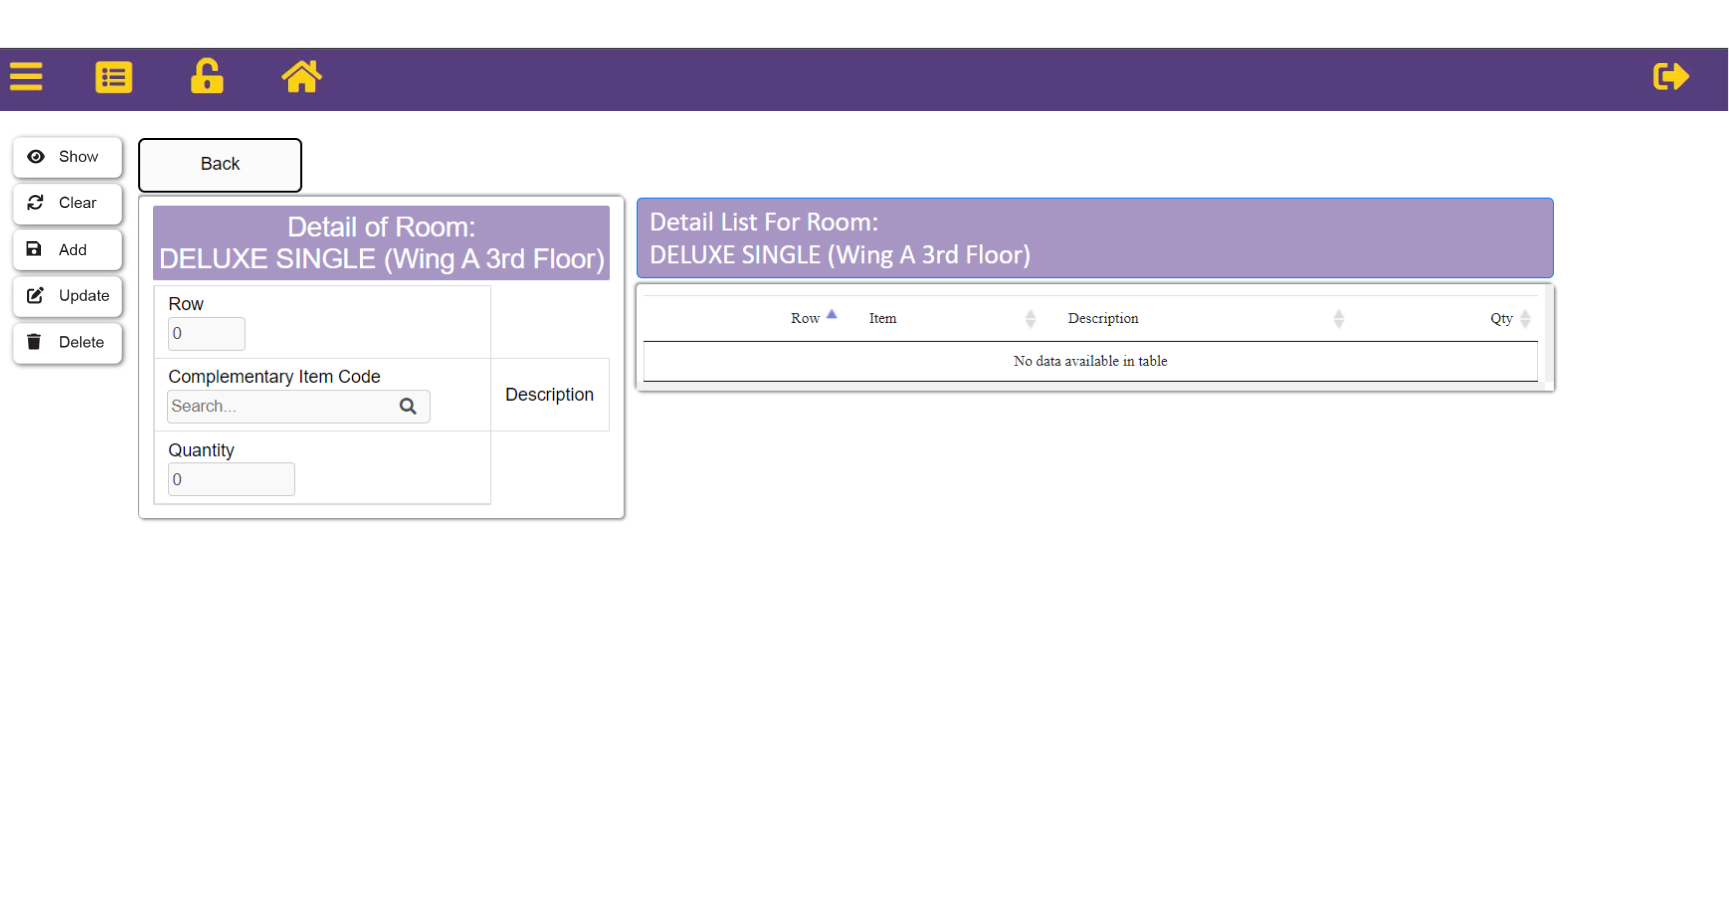 Show
Clear
Add
Update
Delete
Back
Detail of Room:
DELUXE SINGLE (Wing A 3rd Floor)
Row
0
Complementary Item Code
Search...
Description
Quantity
0
Detail List For Room:
DELUXE SINGLE (Wing A 3rd Floor)
Row Item Description Qty
No data available in table